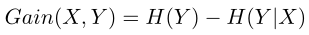 Gain(X, Y) = H(Y) − H(Y|X)